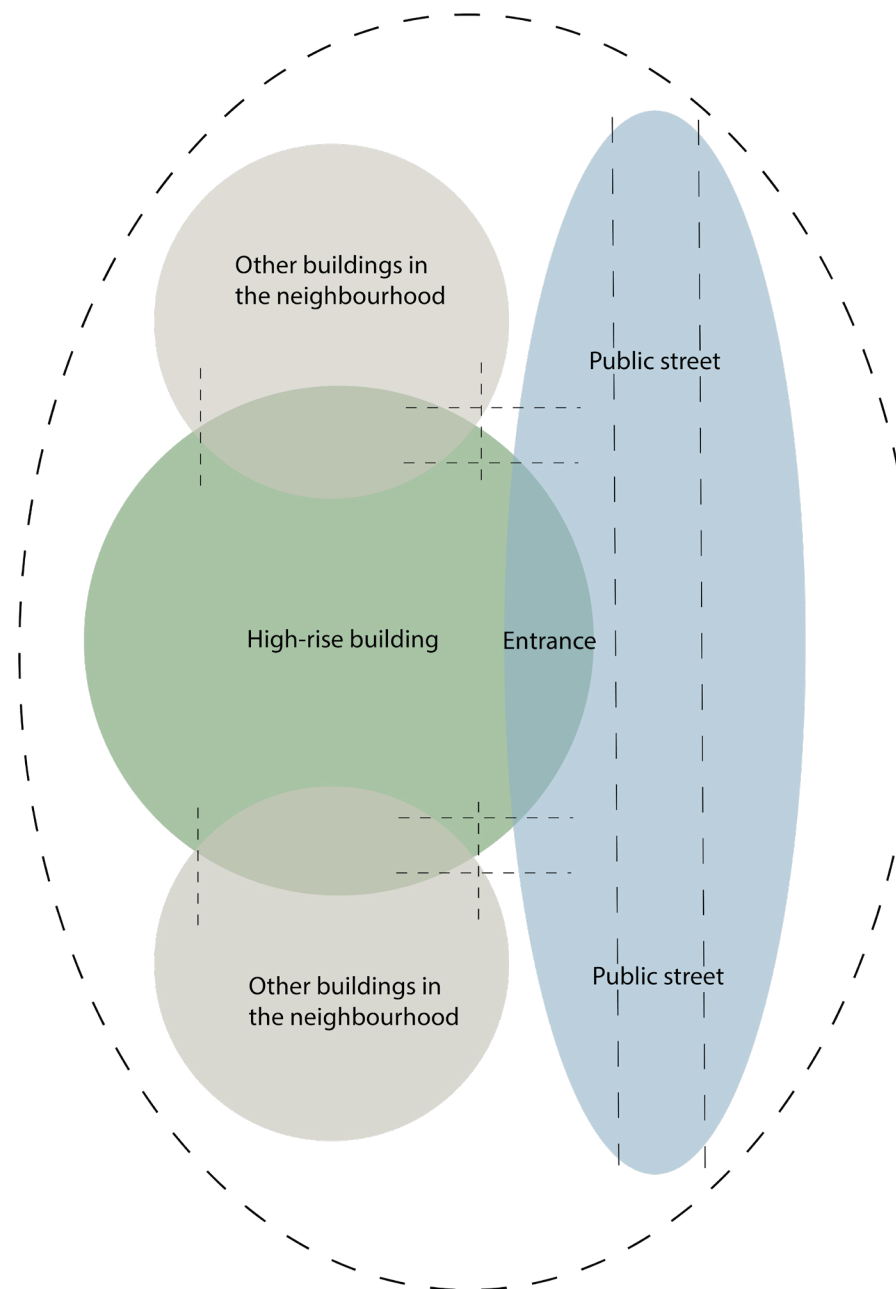 Other buildings in
the neighbourhood
Public street
High-rise building
Entrance
Public street
Other buildings in
the neighbourhood